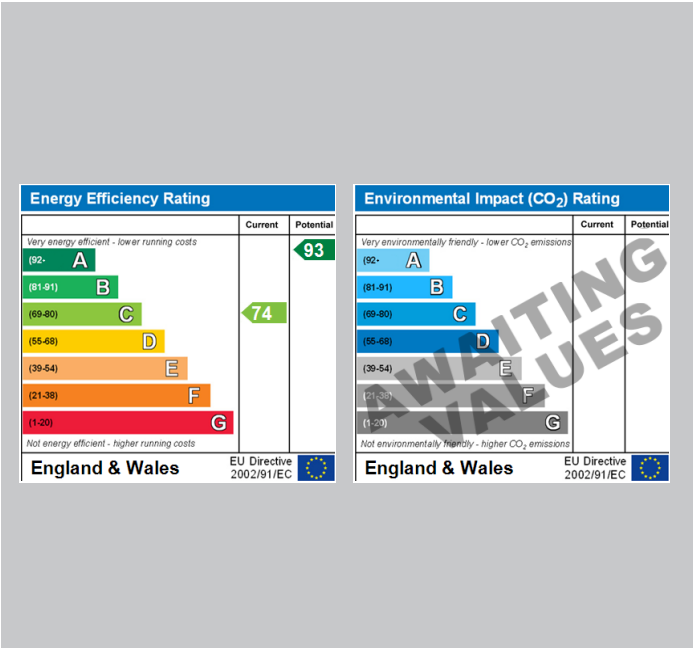 Energy Efficiency Rating
Current Potential
Very energy efficient - lower running costs
(92- A
93
(81-91) B
(69-80) C
74
(55-68) D
(39-54) E
(21-38) F
(1-20) G
Not energy efficient - higher running costs
England & Wales
EU Directive
2002/91/EC
Environmental Impact (CO2) Rating
Current Potential
Very environmentally friendly - lower CO2 emissions
(92- A
(81-91) B
(69-80) C
(55-68) D
(39-54) E
(21-38) F
(1-20) G
Not environmentally friendly - higher CO2 emissions
AWAITING
VALUES
England & Wales
EU Directive
2002/91/EC